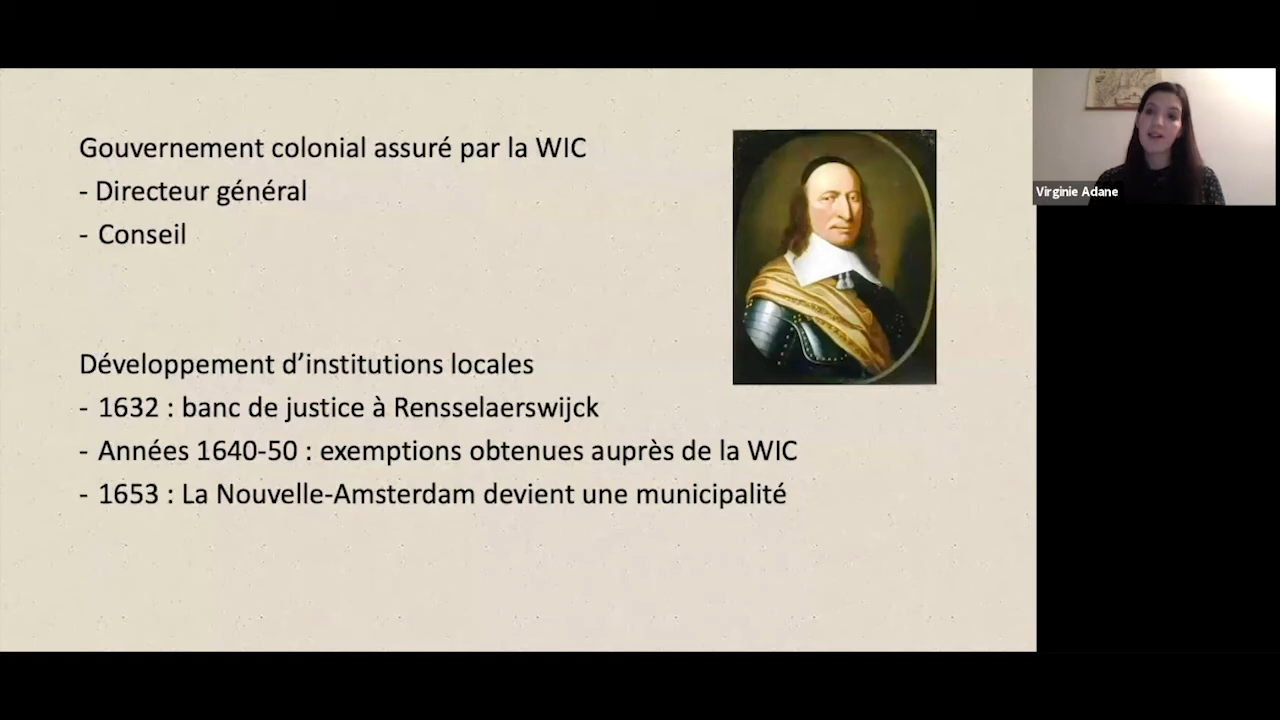 Gouvernement colonial assuré par la WIC
- Directeur général
- Conseil
Développement d’institutions locales
- 1632 : banc de justice à Rensselaerswijck
- Années 1640-50 : exemptions obtenues auprès de la WIC
- 1653 : La Nouvelle-Amsterdam devient une municipalité
Virginie Adane